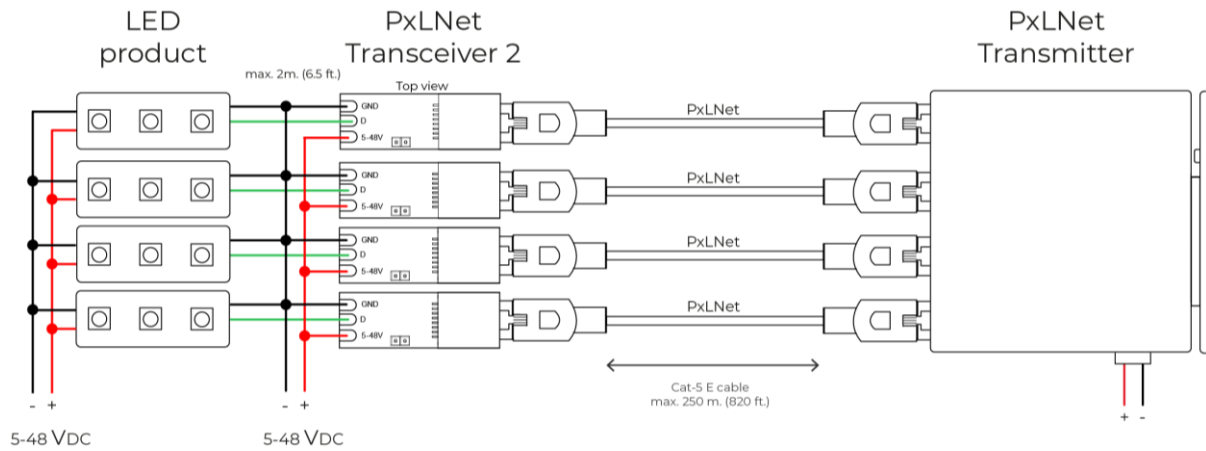 LED
product
PxLNet
Transceiver 2
PxLNet
Transmitter
max. 2m. (6.5 ft.)
Top view
GND
D
5-48V
PxLNet
GND
D
5-48V
PxLNet
GND
D
5-48V
PxLNet
GND
D
5-48V
PxLNet
Cat-5 E cable
max. 250 m. (820 ft.)
- +
- +
+ -
5-48 VDC
5-48 VDC